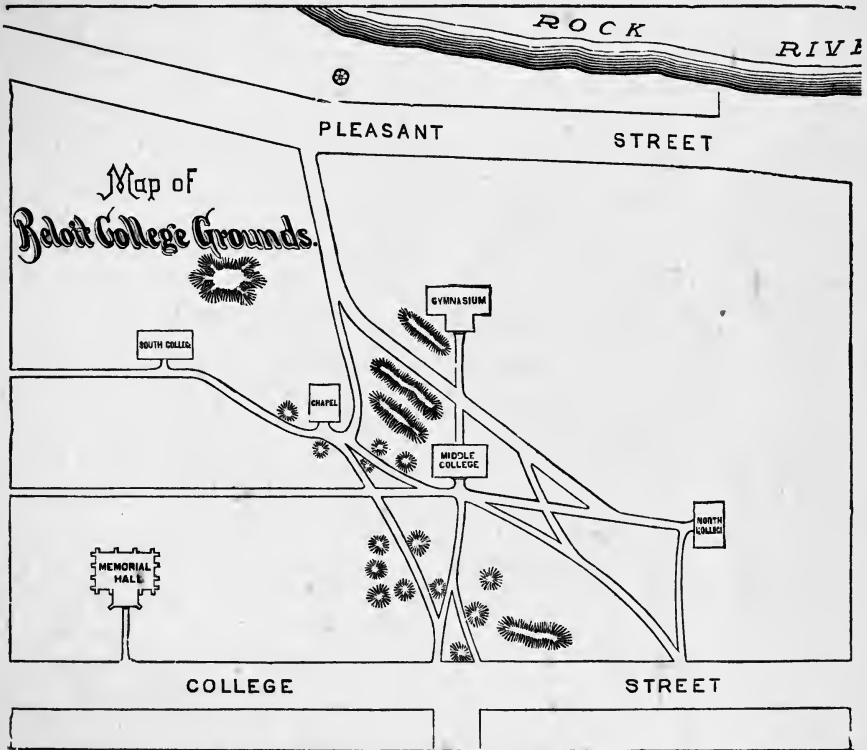 ROCK
RIVE
PLEASANT STREET
Map of
Beloit College Grounds.
GYMNASIUM
SOUTH COLLEGE
CHAPEL
MIDDLE
COLLEGE
NORTH
COLLEGE
MEMORIAL
HALL
COLLEGE STREET